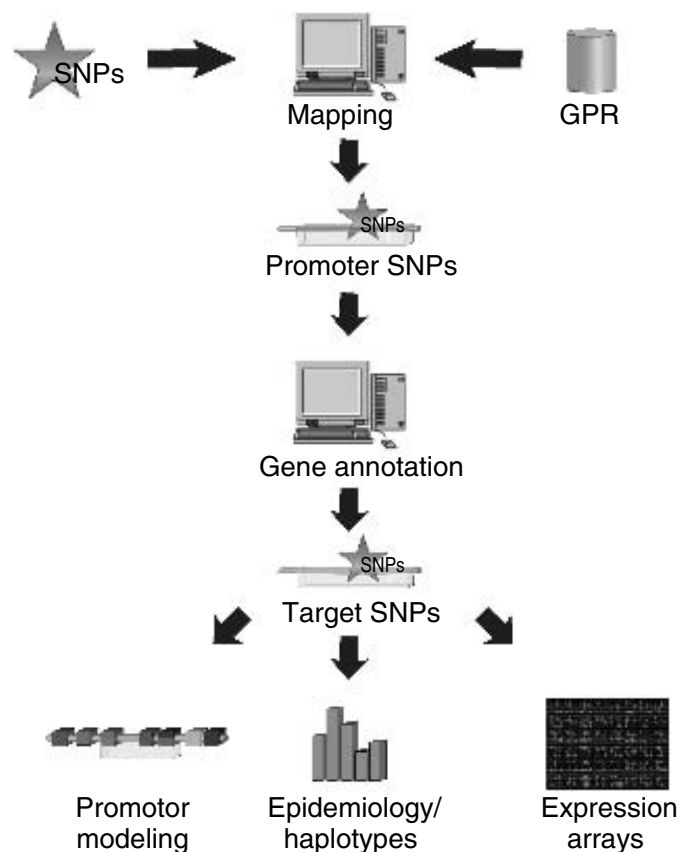 SNPs
Mapping
GPR
SNPs
Promoter SNPs
Gene annotation
SNPs
Target SNPs
Promotor
modeling
Epidemiology/
haplotypes
Expression
arrays